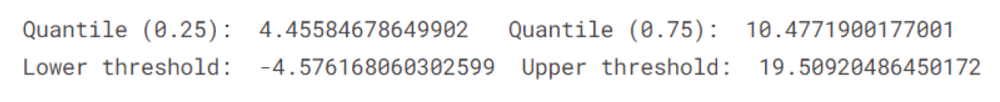 Quantile (0.25):  4.45584678649902   Quantile (0.75):  10.4771900177001
Lower threshold:  -4.576168060302599  Upper threshold:  19.50920486450172